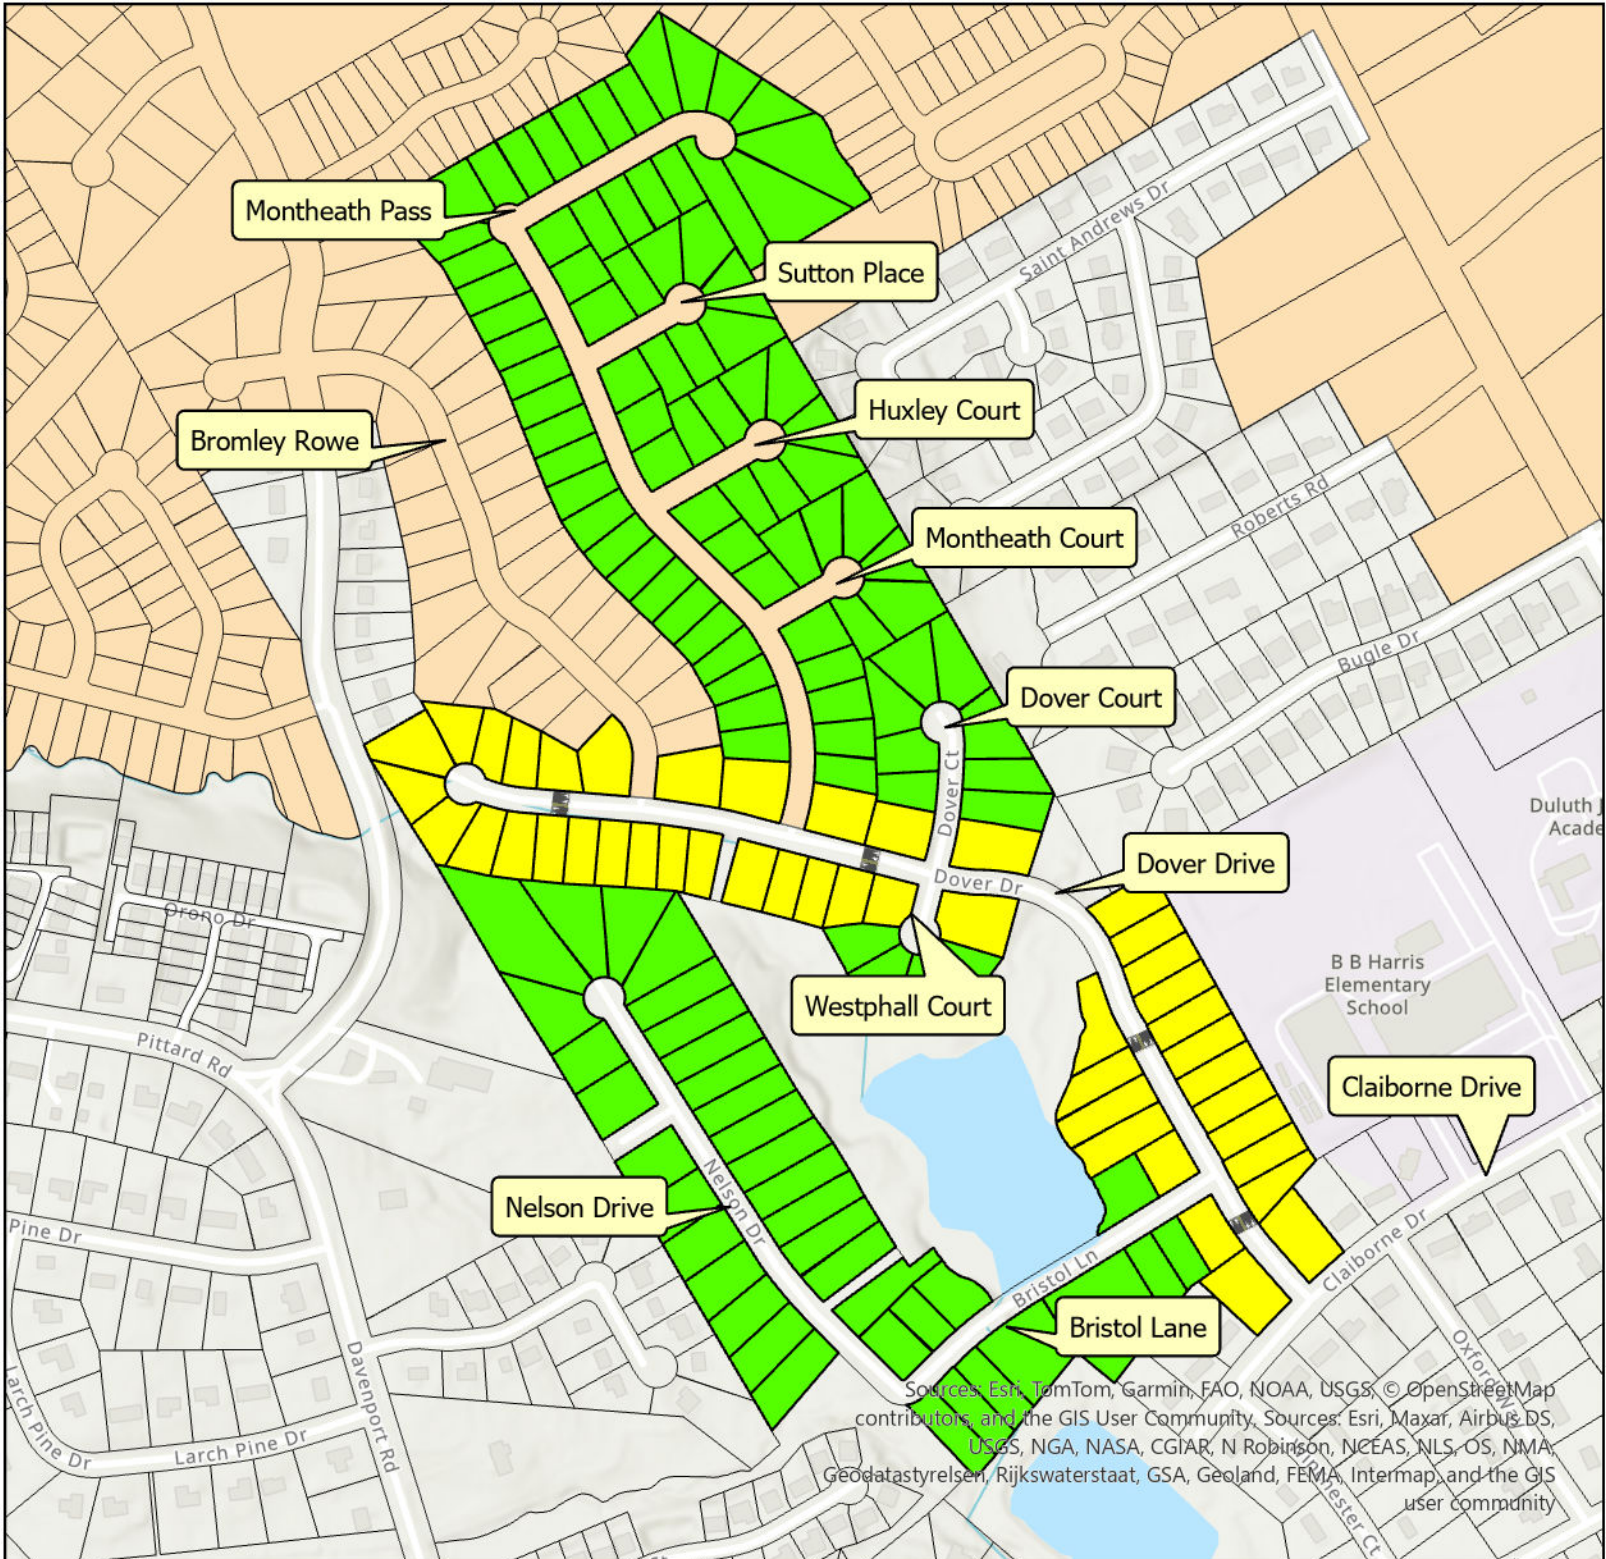 Montheath Pass
Saint Andrews Dr
Sutton Place
Huxley Court
Bromley Rowe
Roberts Rd
Montheath Court
Bugle Dr
Dover Court
Dover Ct
Duluth J
Acade
Dover Drive
Dover Dr
Orono Dr
B B Harris
Elementary
School
Westphall Court
Pittard Rd
Claiborne Drive
Nelson Drive
Nelson Dr
Pine Dr
Claiborne Dr
Bristol Ln
Bristol Lane
Davenport Rd
Oxford Way
Larch Pine Dr
Larch Pine Dr
Sources: Esri, TomTom, Garmin, FAO, NOAA, USGS, © OpenStreetMap
contributors, and the GIS User Community, Sources: Esri, Maxar, Airbus DS,
USGS, NGA, NASA, CGIAR, N Robinson, NCEAS, NLS, OS, NMA,
Geodatastyrelsen, Rijkswaterstaat, GSA, Geoland, FEMA, Intermap, and the GIS
user community